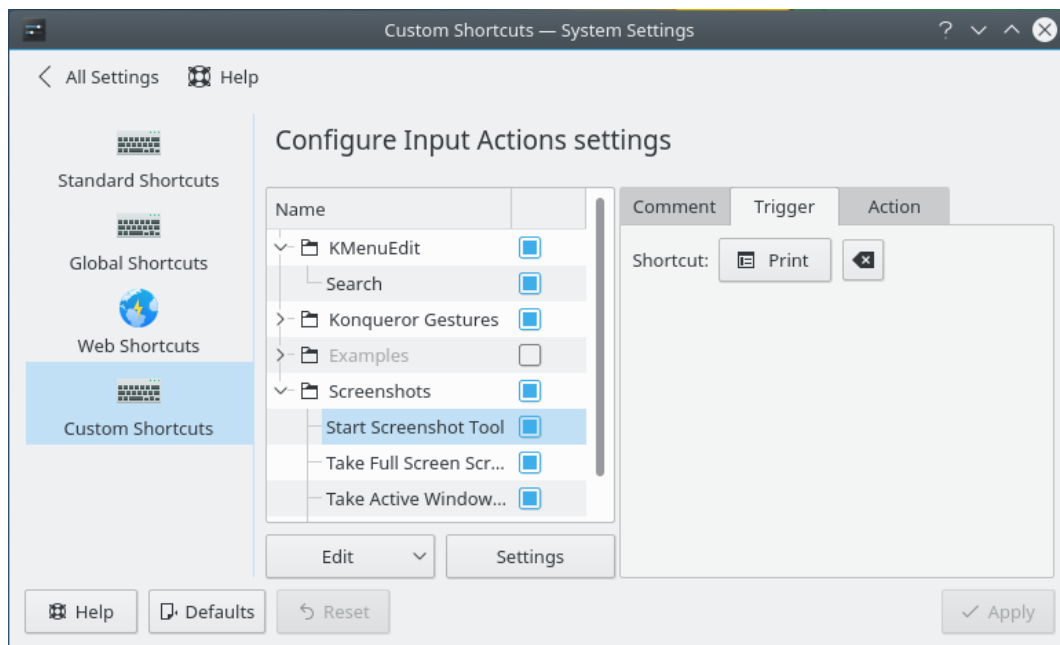 Custom Shortcuts — System Settings
?
All Settings
Help
Configure Input Actions settings
Standard Shortcuts
Global Shortcuts
Web Shortcuts
Custom Shortcuts
Name
KMenuEdit
Search
Konqueror Gestures
Examples
Screenshots
Start Screenshot Tool
Take Full Screen Scr...
Take Active Window...
Edit
Settings
Comment
Trigger
Action
Shortcut:
Print
Help
Defaults
Reset
Apply